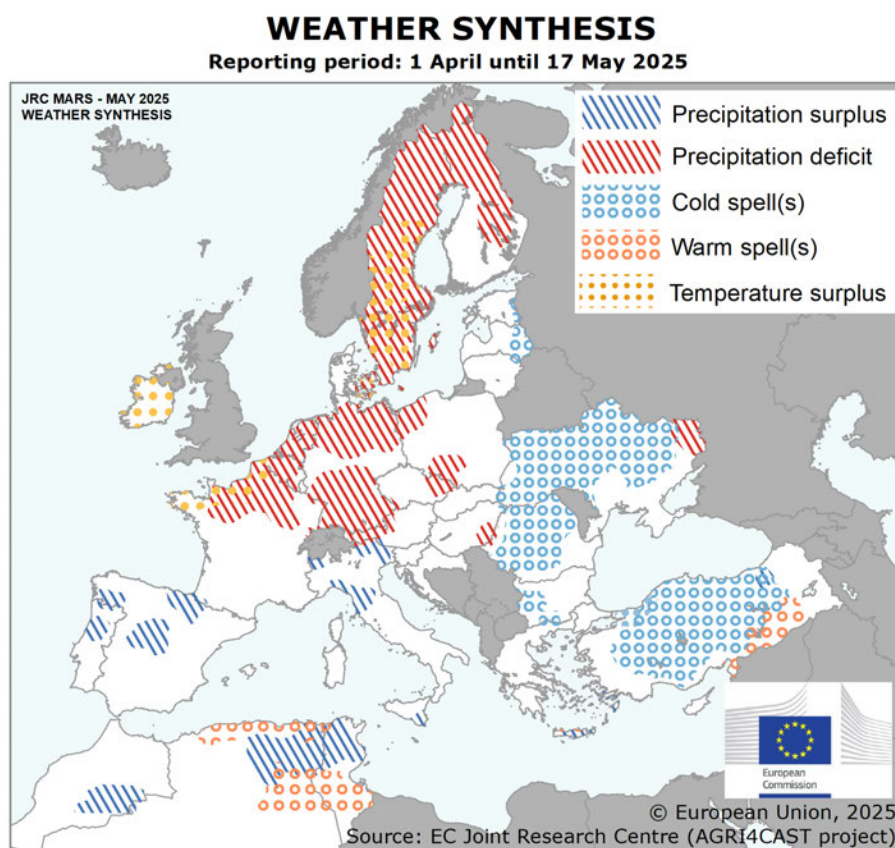 WEATHER SYNTHESIS
Reporting period: 1 April until 17 May 2025
JRC MARS - MAY 2025
WEATHER SYNTHESIS
Precipitation surplus
Precipitation deficit
Cold spell(s)
Warm spell(s)
Temperature surplus
European
Commission
© European Union, 2025
Source: EC Joint Research Centre (AGRI4CAST project)